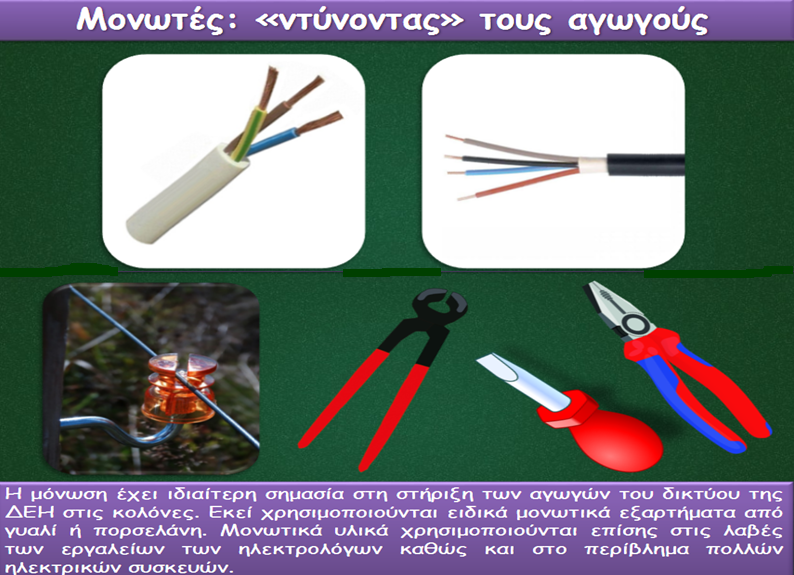 Μονωτές: «ντύνοντας» τους αγωγούς
Η μόνωση έχει ιδιαίτερη σημασία στη στήριξη των αγωγών του δικτύου της
ΔΕΗ στις κολόνες. Εκεί χρησιμοποιούνται ειδικά μονωτικά εξαρτήματα από
γυαλί ή πορσελάνη. Μονωτικά υλικά χρησιμοποιούνται επίσης στις λαβές
των εργαλείων των ηλεκτρολόγων καθώς και στο περίβλημα πολλών
ηλεκτρικών συσκευών.